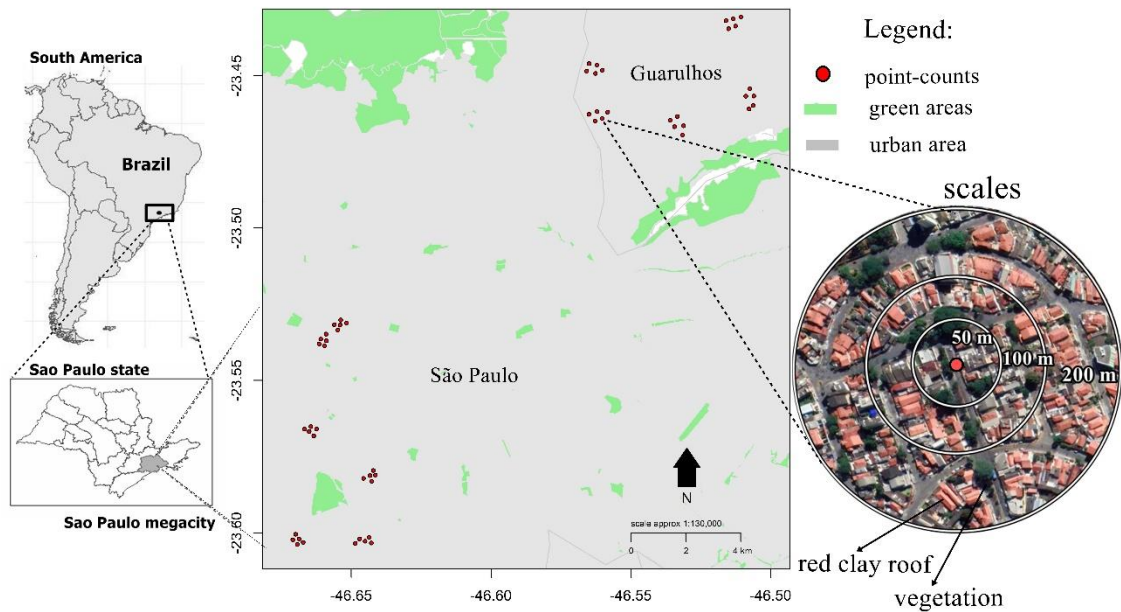 South America
Brazil
Sao Paulo state
Sao Paulo megacity
-23.45
-23.50
-23.55
-23.60
-46.65
-46.60
-46.55
-46.50
Guarulhos
São Paulo
N
scale approx 1:130,000
0 2 4 km
Legend:
point-counts
green areas
urban area
scales
50 m
100 m
200 m
red clay roof
vegetation